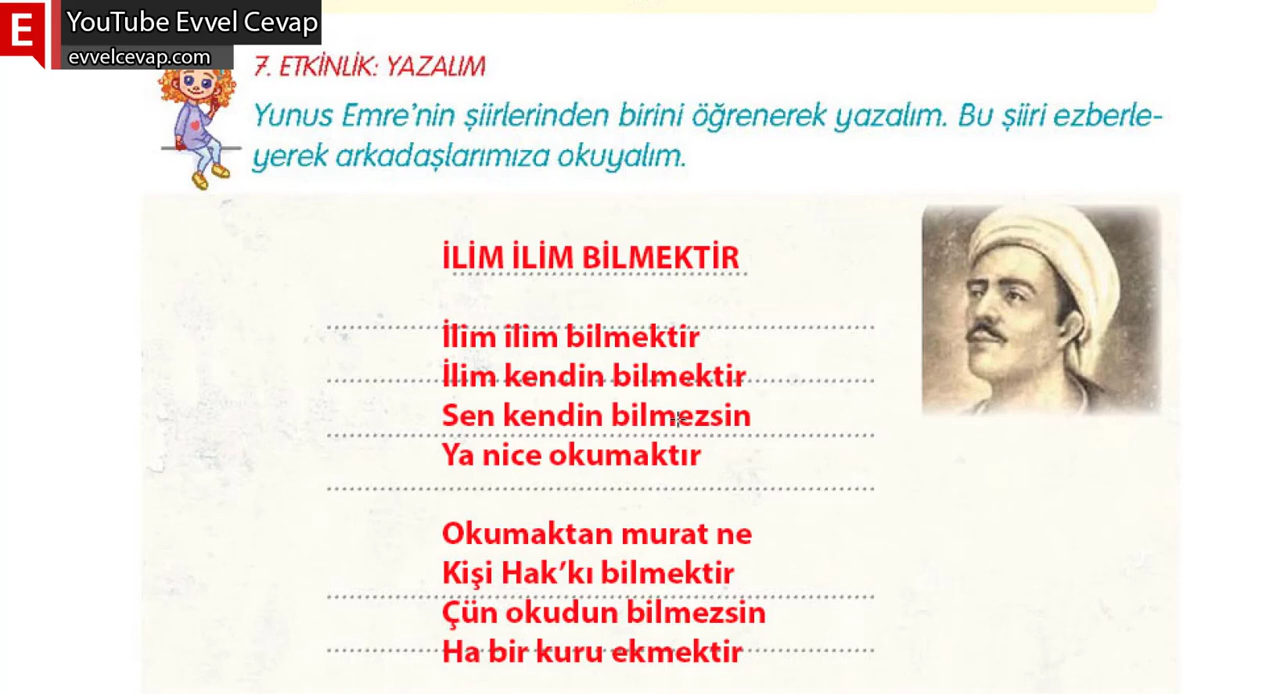 E
YouTube Evvel Cevap
evvelcevap.com
7. ETKİNLİK: YAZALIM
Yunus Emre'nin şiirlerinden birini öğrenerek yazalım. Bu şiiri ezberle-
yerek arkadaşlarımıza okuyalım.
İLİM İLİM BİLMEKTİR
İlim ilim bilmektir
İlim kendin bilmektir
Sen kendin bilmezsin
Ya nice okumaktır
Okumaktan murat ne
Kişi Hak'kı bilmektir
Çün okudun bilmezsin
Ha bir kuru ekmektir